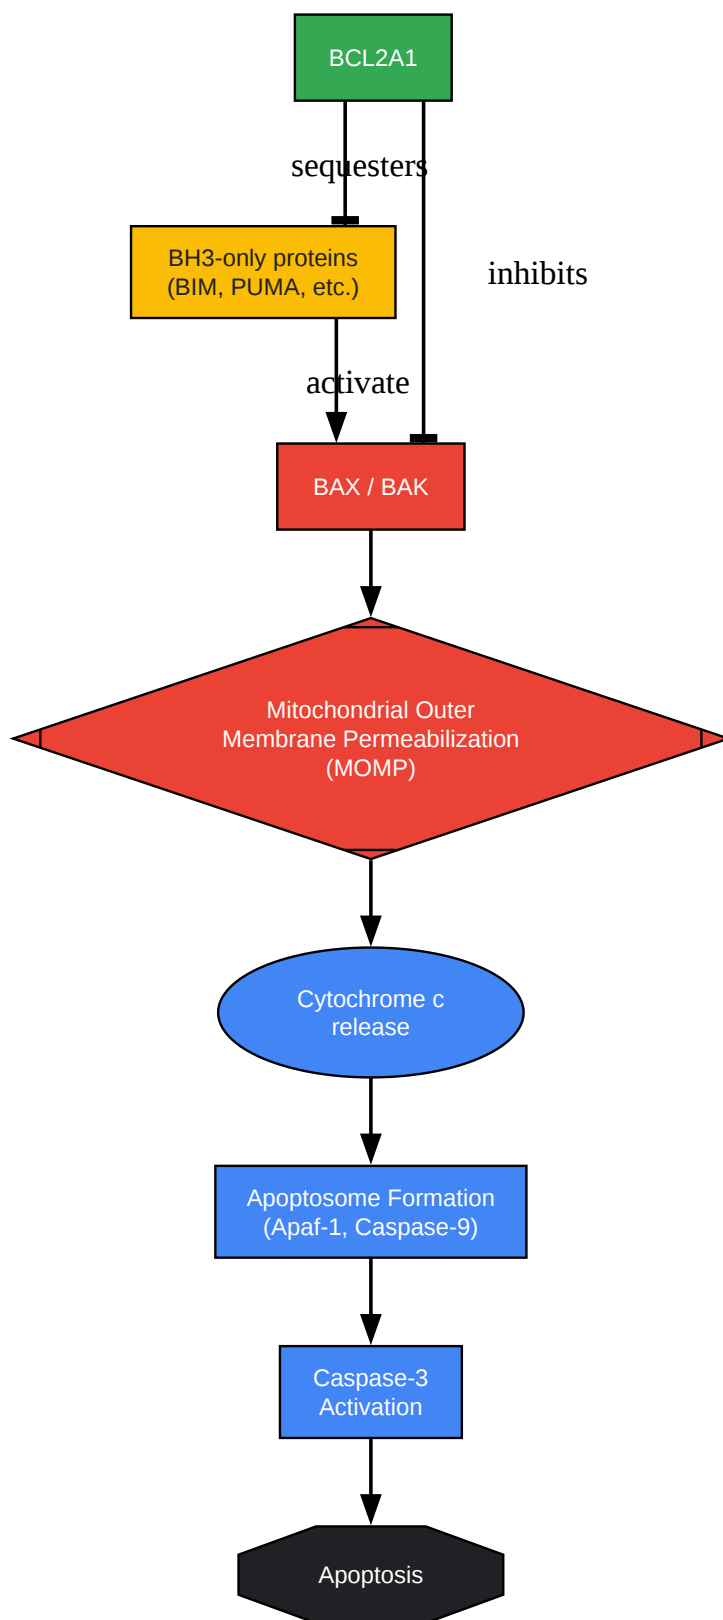 BCL2A1
sequesters
BH3-only proteins
(BIM, PUMA, etc.)
inhibits
activate
BAX / BAK
Mitochondrial Outer
Membrane Permeabilization
(MOMP)
Cytochrome c
release
Apoptosome Formation
(Apaf-1, Caspase-9)
Caspase-3
Activation
Apoptosis